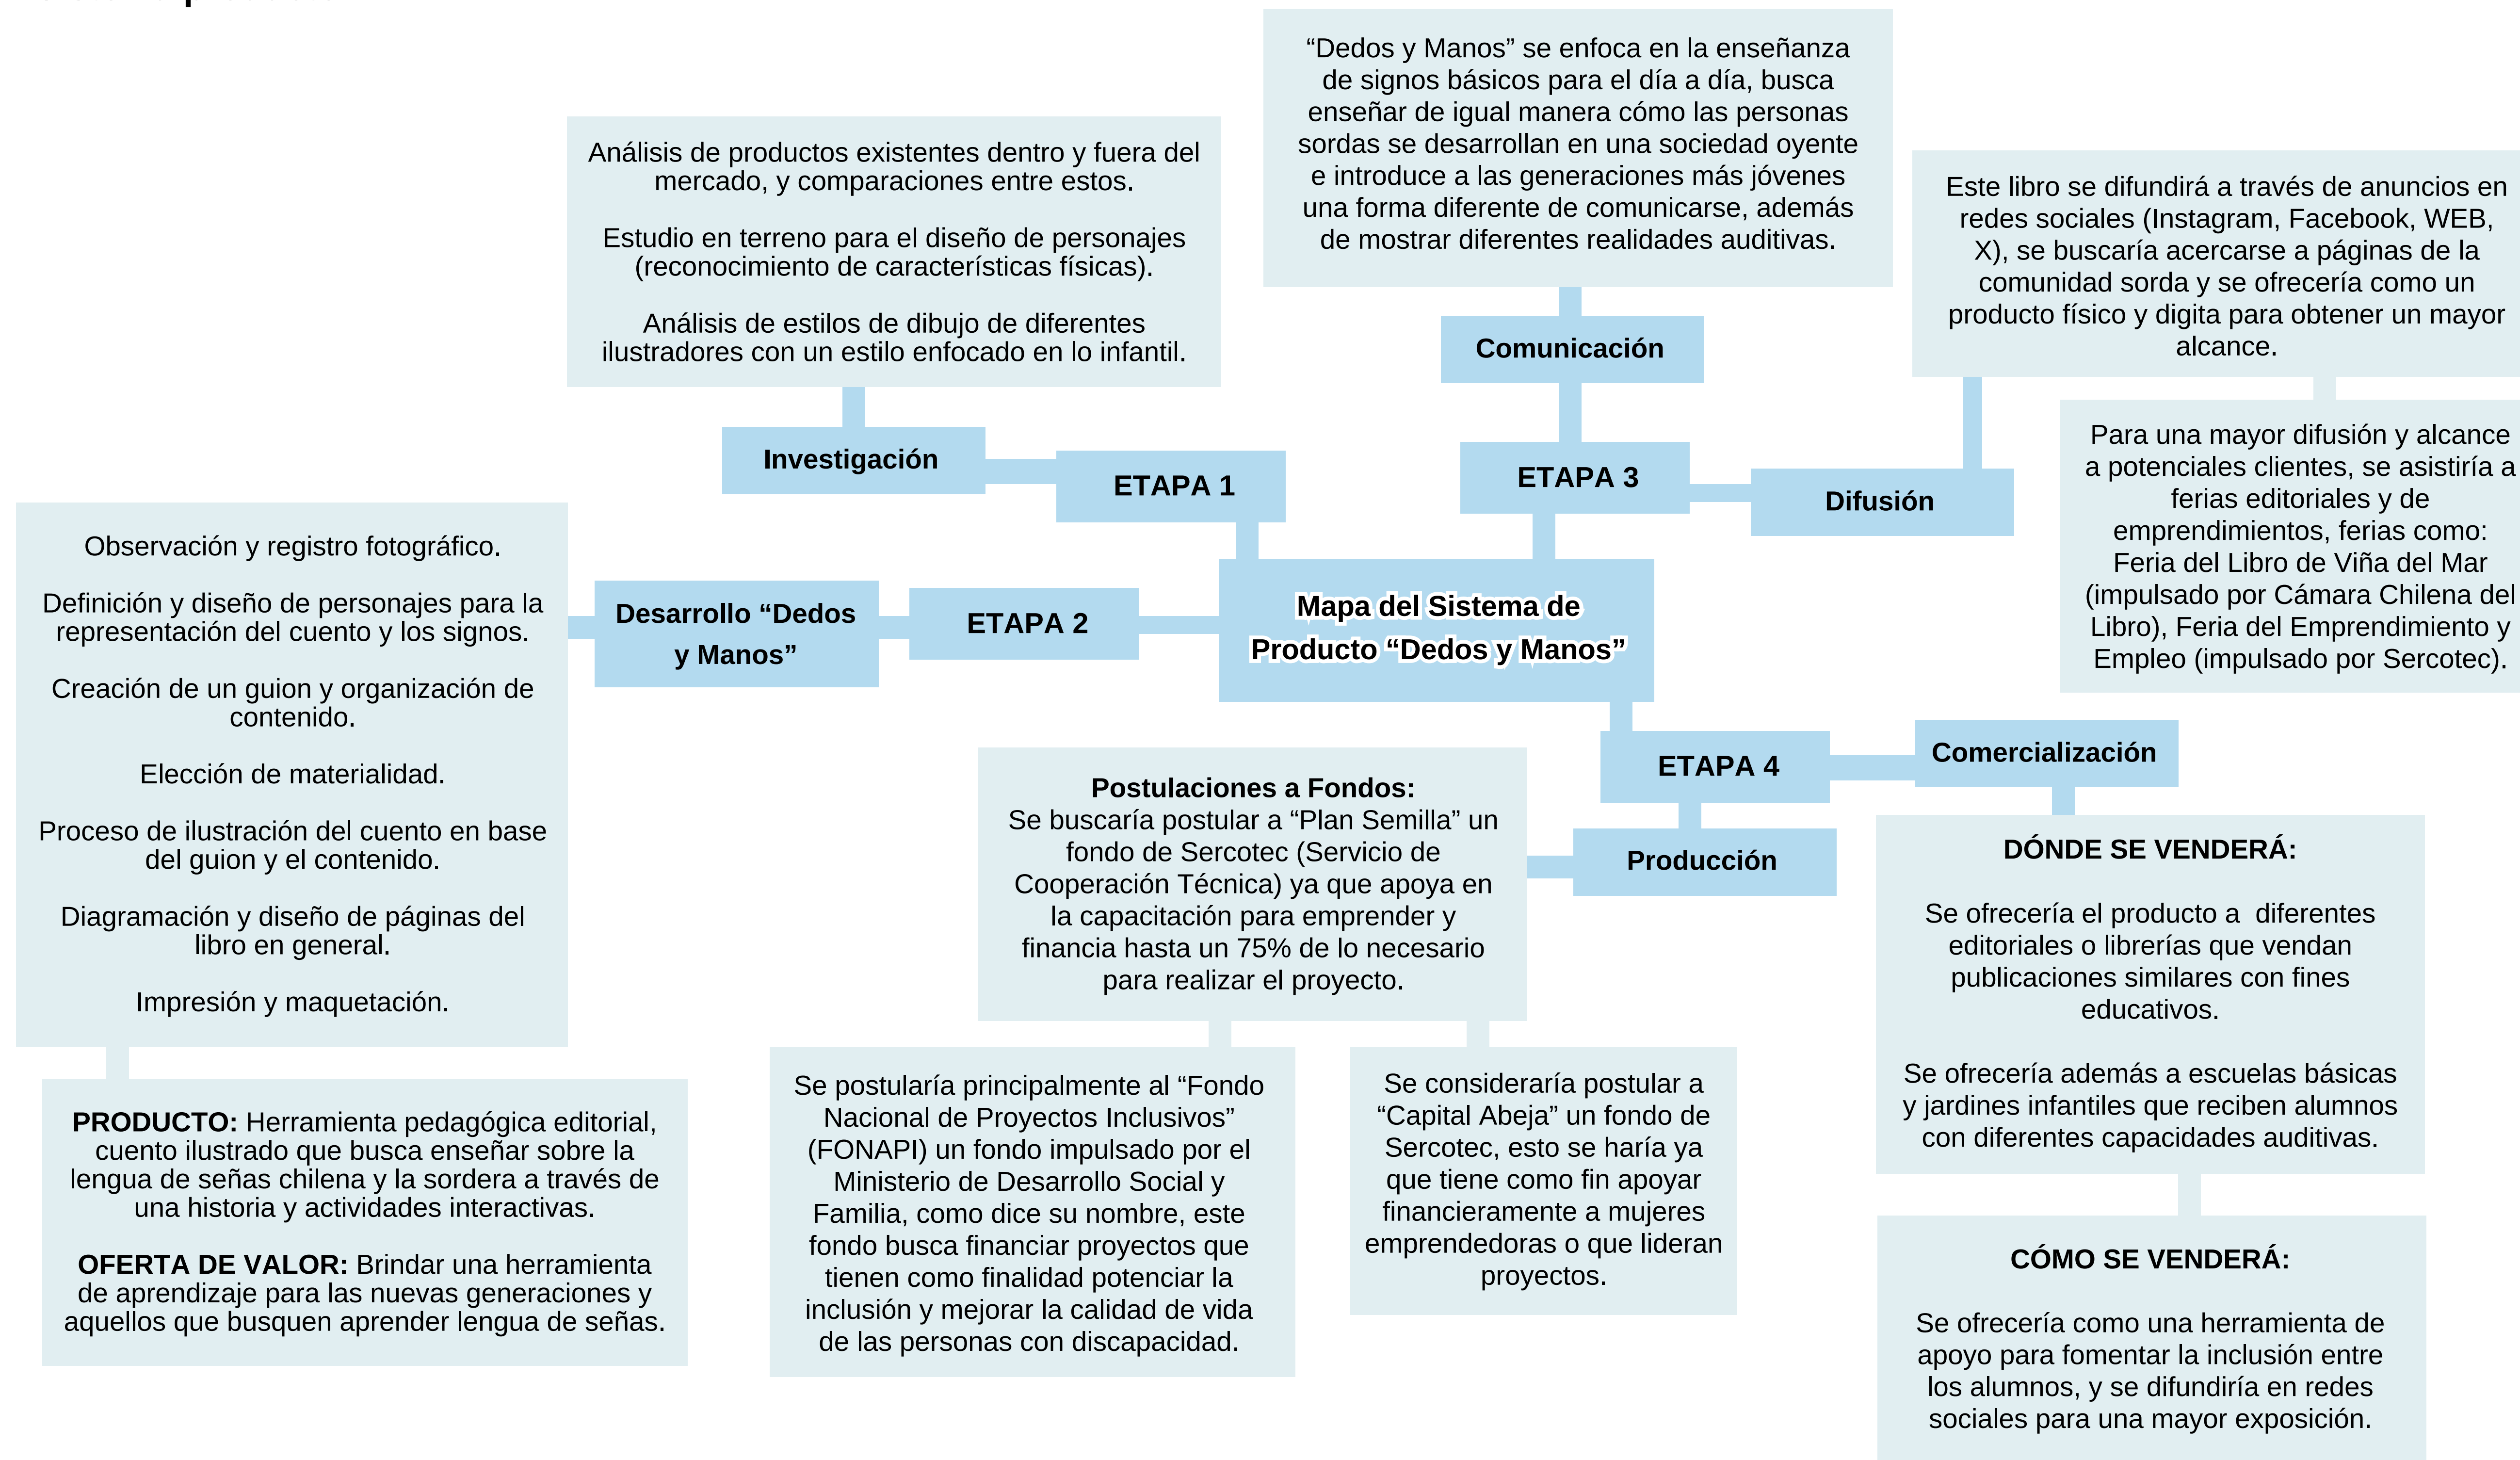 “Dedos y Manos” se enfoca en la enseñanza
de signos básicos para el día a día, busca
enseñar de igual manera cómo las personas
sordas se desarrollan en una sociedad oyente
e introduce a las generaciones más jóvenes
una forma diferente de comunicarse, además
de mostrar diferentes realidades auditivas.
Análisis de productos existentes dentro y fuera del
mercado, y comparaciones entre estos.
Estudio en terreno para el diseño de personajes
(reconocimiento de características físicas).
Análisis de estilos de dibujo de diferentes
ilustradores con un estilo enfocado en lo infantil.
Este libro se difundirá a través de anuncios en
redes sociales (Instagram, Facebook, WEB,
X), se buscaría acercarse a páginas de la
comunidad sorda y se ofrecería como un
producto físico y digita para obtener un mayor
alcance.
Comunicación
Investigación
ETAPA 1
ETAPA 3
Difusión
Para una mayor difusión y alcance
a potenciales clientes, se asistiría a
ferias editoriales y de
emprendimientos, ferias como:
Feria del Libro de Viña del Mar
(impulsado por Cámara Chilena del
Libro), Feria del Emprendimiento y
Empleo (impulsado por Sercotec).
Observación y registro fotográfico.
Definición y diseño de personajes para la
representación del cuento y los signos.
Creación de un guion y organización de
contenido.
Elección de materialidad.
Proceso de ilustración del cuento en base
del guion y el contenido.
Diagramación y diseño de páginas del
libro en general.
Impresión y maquetación.
Desarrollo “Dedos
y Manos”
ETAPA 2
Mapa del Sistema de
Producto “Dedos y Manos”
ETAPA 4
Comercialización
Producción
Postulaciones a Fondos:
Se buscaría postular a “Plan Semilla” un
fondo de Sercotec (Servicio de
Cooperación Técnica) ya que apoya en
la capacitación para emprender y
financia hasta un 75% de lo necesario
para realizar el proyecto.
DÓNDE SE VENDERÁ:
Se ofrecería el producto a  diferentes
editoriales o librerías que vendan
publicaciones similares con fines
educativos.
Se ofrecería además a escuelas básicas
y jardines infantiles que reciben alumnos
con diferentes capacidades auditivas.
PRODUCTO: Herramienta pedagógica editorial,
cuento ilustrado que busca enseñar sobre la
lengua de señas chilena y la sordera a través de
una historia y actividades interactivas.
OFERTA DE VALOR: Brindar una herramienta
de aprendizaje para las nuevas generaciones y
aquellos que busquen aprender lengua de señas.
Se postularía principalmente al “Fondo
Nacional de Proyectos Inclusivos”
(FONAPI) un fondo impulsado por el
Ministerio de Desarrollo Social y
Familia, como dice su nombre, este
fondo busca financiar proyectos que
tienen como finalidad potenciar la
inclusión y mejorar la calidad de vida
de las personas con discapacidad.
Se consideraría postular a
“Capital Abeja” un fondo de
Sercotec, esto se haría ya
que tiene como fin apoyar
financieramente a mujeres
emprendedoras o que lideran
proyectos.
CÓMO SE VENDERÁ:
Se ofrecería como una herramienta de
apoyo para fomentar la inclusión entre
los alumnos, y se difundiría en redes
sociales para una mayor exposición.